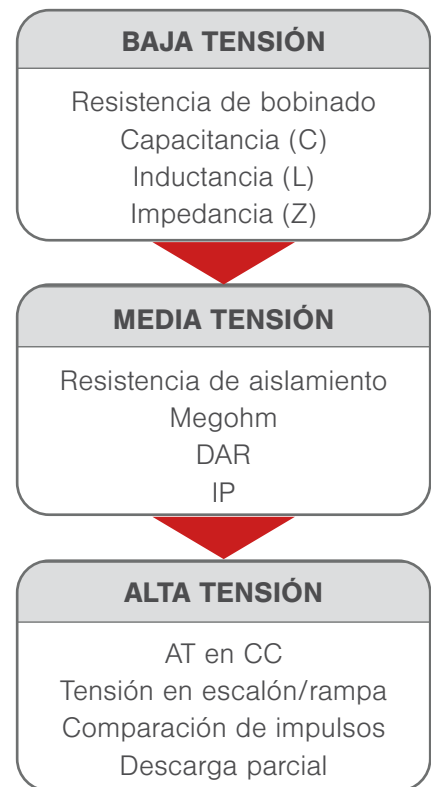 BAJA TENSIÓN
Resistencia de bobinado
Capacitancia (C)
Inductancia (L)
Impedancia (Z)
MEDIA TENSIÓN
Resistencia de aislamiento
Megohm
DAR
IP
ALTA TENSIÓN
AT en CC
Tensión en escalón/rampa
Comparación de impulsos
Descarga parcial